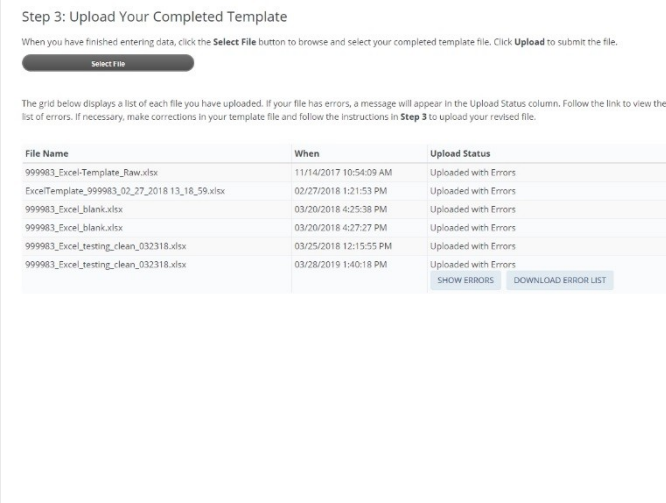 Step 3: Upload Your Completed Template
When you have finished entering data, click the Select File button to browse and select your completed template file. Click Upload to submit the file.
Select File
The grid below displays a list of each file you have uploaded. If your file has errors, a message will appear in the Upload Status column. Follow the link to view the
list of errors. If necessary, make corrections in your template file and follow the instructions in Step 3 to upload your revised file.
File Name When Upload Status
999983_Excel-Template_Raw.xlsx 11/14/2017 10:54:09 AM Uploaded with Errors
ExcelTemplate_999983_02_27_2018 13_18_59.xlsx 02/27/2018 1:21:53 PM Uploaded with Errors
999983_Excel_blank.xlsx 03/20/2018 4:25:38 PM Uploaded with Errors
999983_Excel_blank.xlsx 03/20/2018 4:27:27 PM Uploaded with Errors
999983_Excel_testing_clean_032318.xlsx 03/25/2018 12:15:55 PM Uploaded with Errors
999983_Excel_testing_clean_032318.xlsx 03/28/2019 1:40:18 PM Uploaded with Errors
SHOW ERRORS DOWNLOAD ERROR LIST